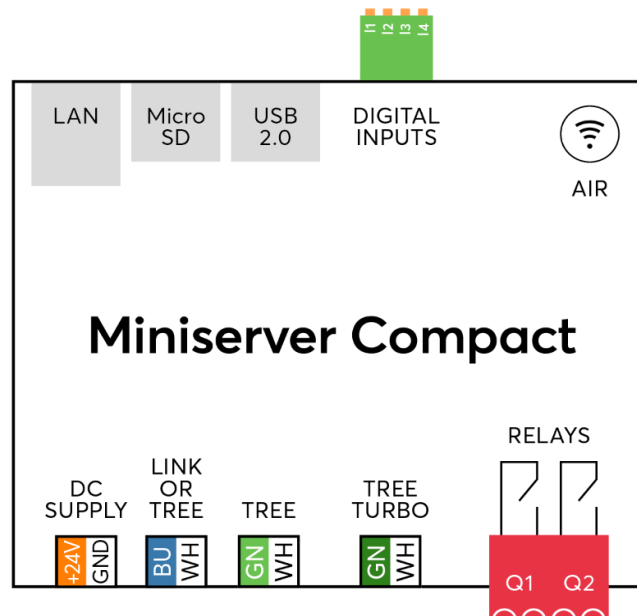 I1 I2 I3 I4
LAN
Micro
SD
USB
2.0
DIGITAL
INPUTS
AIR
Miniserver Compact
RELAYS
DC
SUPPLY
LINK
OR
TREE
TREE
TREE
TURBO
+24V GND
BU WH
GN WH
GN WH
Q1 Q2